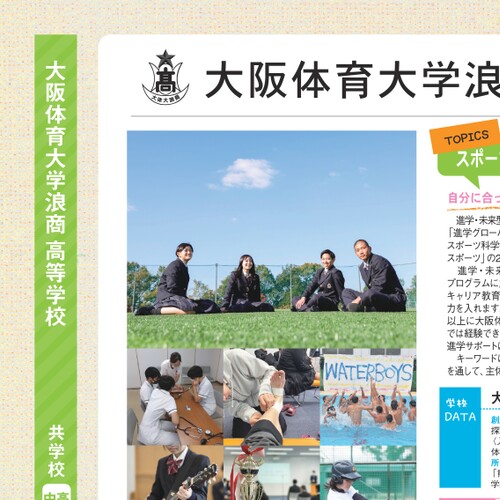 大阪体育大学浪商 高等学校
共学校
中高
高
大体大浪商
大阪体育大学浪
TOPICS
スポー
自分に合っ
進学・未来型
「進学グロー
スポーツ科学
スポーツ」の2
進学・未来
プログラムに
キャリア教育
力を入れます
以上に大阪体
では経験でき
進学サポートに
キーワードに
を通して、主体
WATERBOYS
学校
DATA
大
創
探
体
所